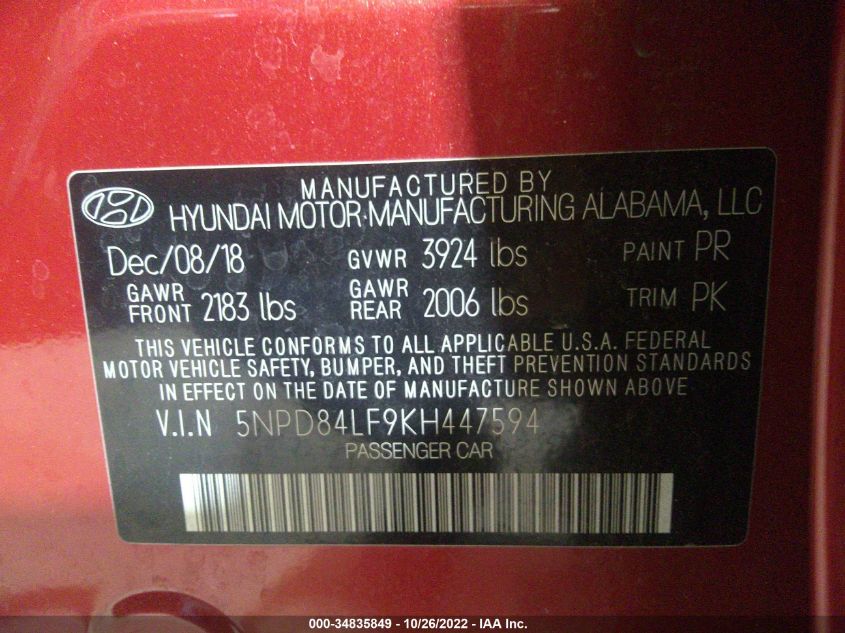 MANUFACTURED BY
HYUNDAI MOTOR MANUFACTURING ALABAMA, LLC
Dec/08/18 GVWR 3924 lbs PAINT PR
GAWR FRONT 2183 lbs GAWR REAR 2006 lbs TRIM PK
THIS VEHICLE CONFORMS TO ALL APPLICABLE U.S.A. FEDERAL
MOTOR VEHICLE SAFETY, BUMPER, AND THEFT PREVENTION STANDARDS
IN EFFECT ON THE DATE OF MANUFACTURE SHOWN ABOVE
V.I.N 5NPD84LF9KH447594
PASSENGER CAR
000-34835849 - 10/26/2022 - IAA Inc.